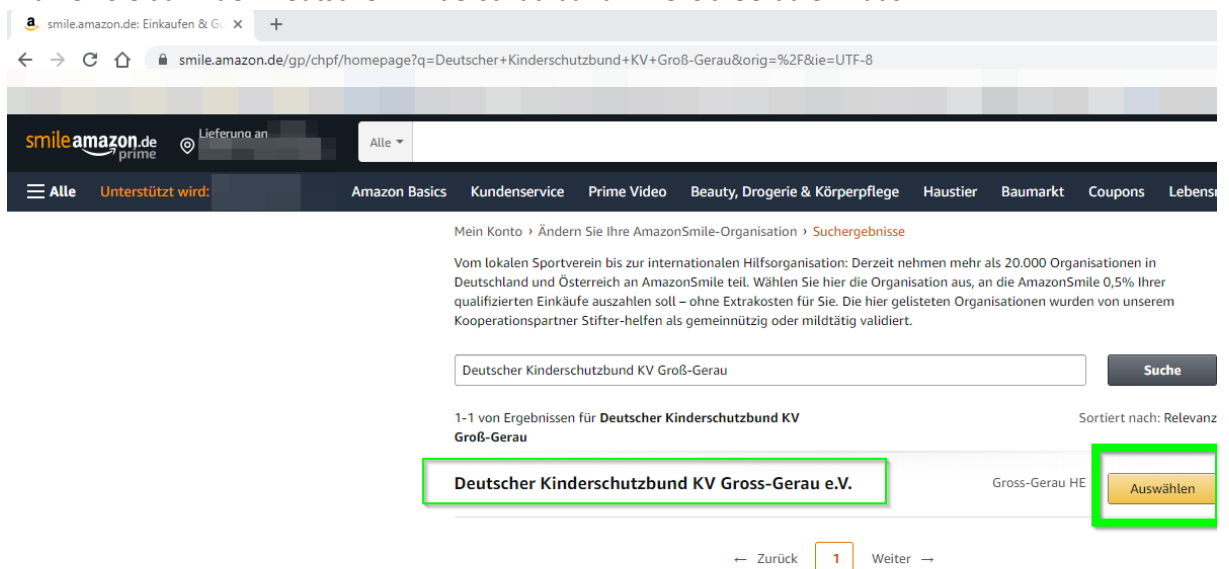 smile.amazon.de: Einkaufen & G
smile.amazon.de/gp/chpf/homepage?q=Deutscher+Kinderschutzbund+KV+Groß-Gerau&orig=%2F&ie=UTF-8
smile amazon.de
prime
Lieferung an
Alle
Alle Unterstützt wird: Amazon Basics Kundenservice Prime Video Beauty, Drogerie & Körperpflege Haustier Baumarkt Coupons Lebens
Mein Konto › Ändern Sie Ihre AmazonSmile-Organisation › Suchergebnisse
Vom lokalen Sportverein bis zur internationalen Hilfsorganisation: Derzeit nehmen mehr als 20.000 Organisationen in
Deutschland und Österreich an AmazonSmile teil. Wählen Sie hier die Organisation aus, an die AmazonSmile 0,5% Ihrer
qualifizierten Einkäufe auszahlen soll – ohne Extrakosten für Sie. Die hier gelisteten Organisationen wurden von unserem
Kooperationspartner Stifter-helfen als gemeinnützig oder mildtätig validiert.
Deutscher Kinderschutzbund KV Groß-Gerau Suche
1-1 von Ergebnissen für Deutscher Kinderschutzbund KV Sortiert nach: Relevanz
Groß-Gerau
Deutscher Kinderschutzbund KV Gross-Gerau e.V. Gross-Gerau HE Auswählen
← Zurück 1 Weiter →